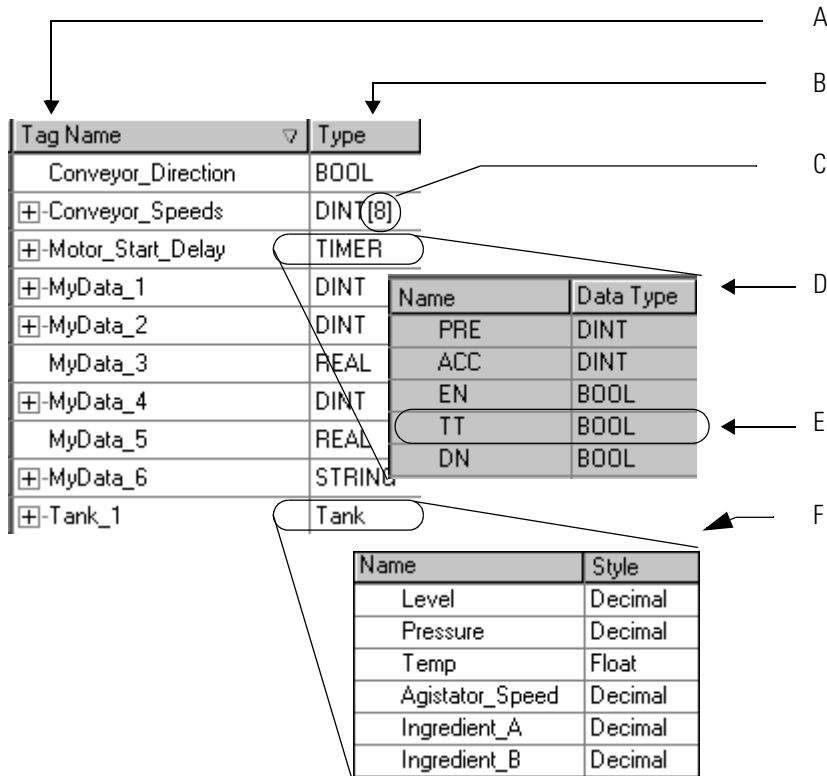 A
B
Tag Name Type
Conveyor_Direction BOOL
C
Conveyor_Speeds DINT[8]
Motor_Start_Delay TIMER
MyData_1 DINT
MyData_2 DINT
MyData_3 REAL
MyData_4 DINT
MyData_5 REAL
MyData_6 STRING
Tank_1 Tank
D
Name Data Type
PRE DINT
ACC DINT
EN BOOL
E
TT BOOL
DN BOOL
F
Name Style
Level Decimal
Pressure Decimal
Temp Float
Agistator_Speed Decimal
Ingredient_A Decimal
Ingredient_B Decimal